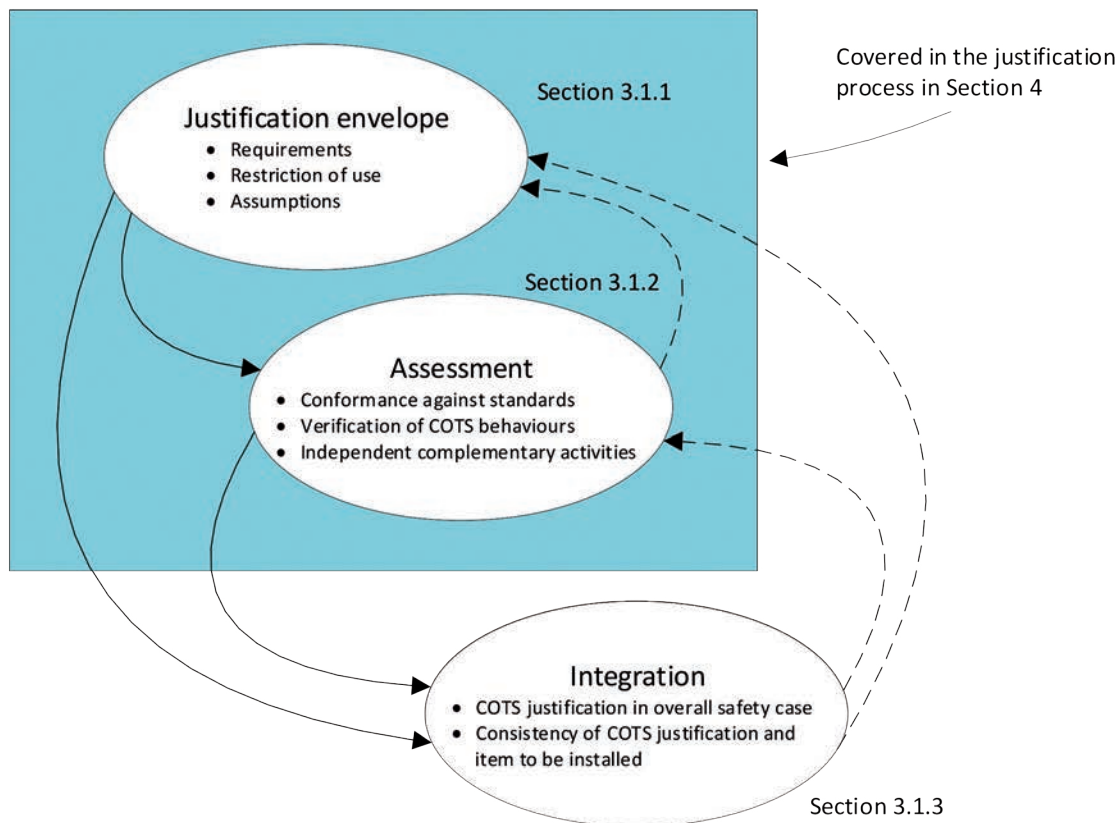 Covered in the justification
process in Section 4
Section 3.1.1
Justification envelope
• Requirements
• Restriction of use
• Assumptions
Section 3.1.2
Assessment
• Conformance against standards
• Verification of COTS behaviours
• Independent complementary activities
Integration
• COTS justification in overall safety case
• Consistency of COTS justification and
item to be installed
Section 3.1.3